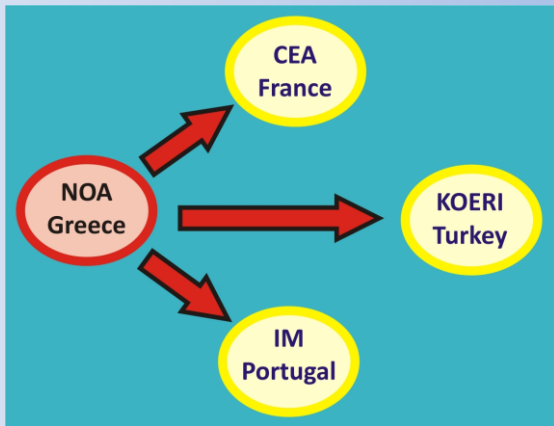 CEA
France
NOA
Greece
KOERI
Turkey
IM
Portugal